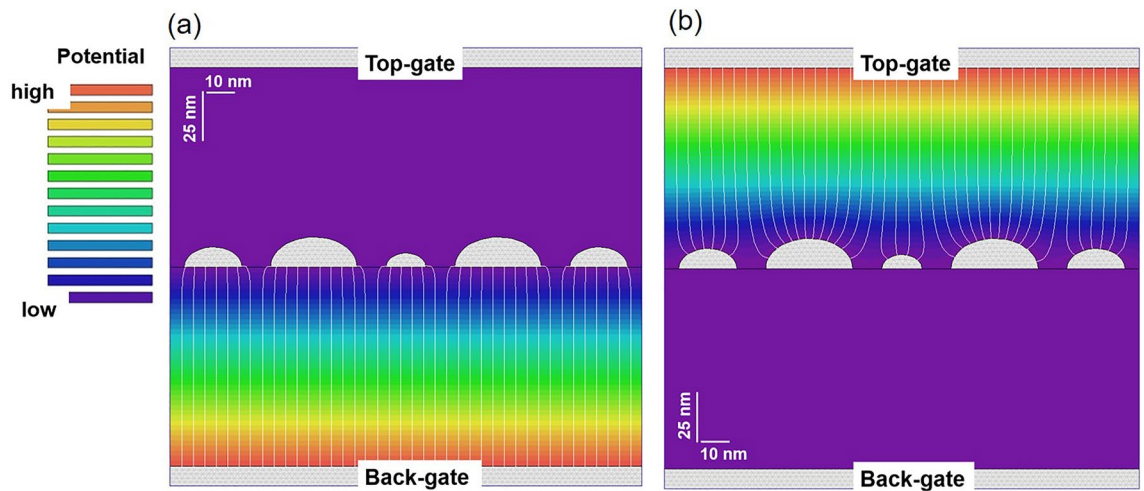 (a)
(b)
Potential
high
low
Top-gate
10 nm
25 nm
Back-gate
Top-gate
25 nm
10 nm
Back-gate